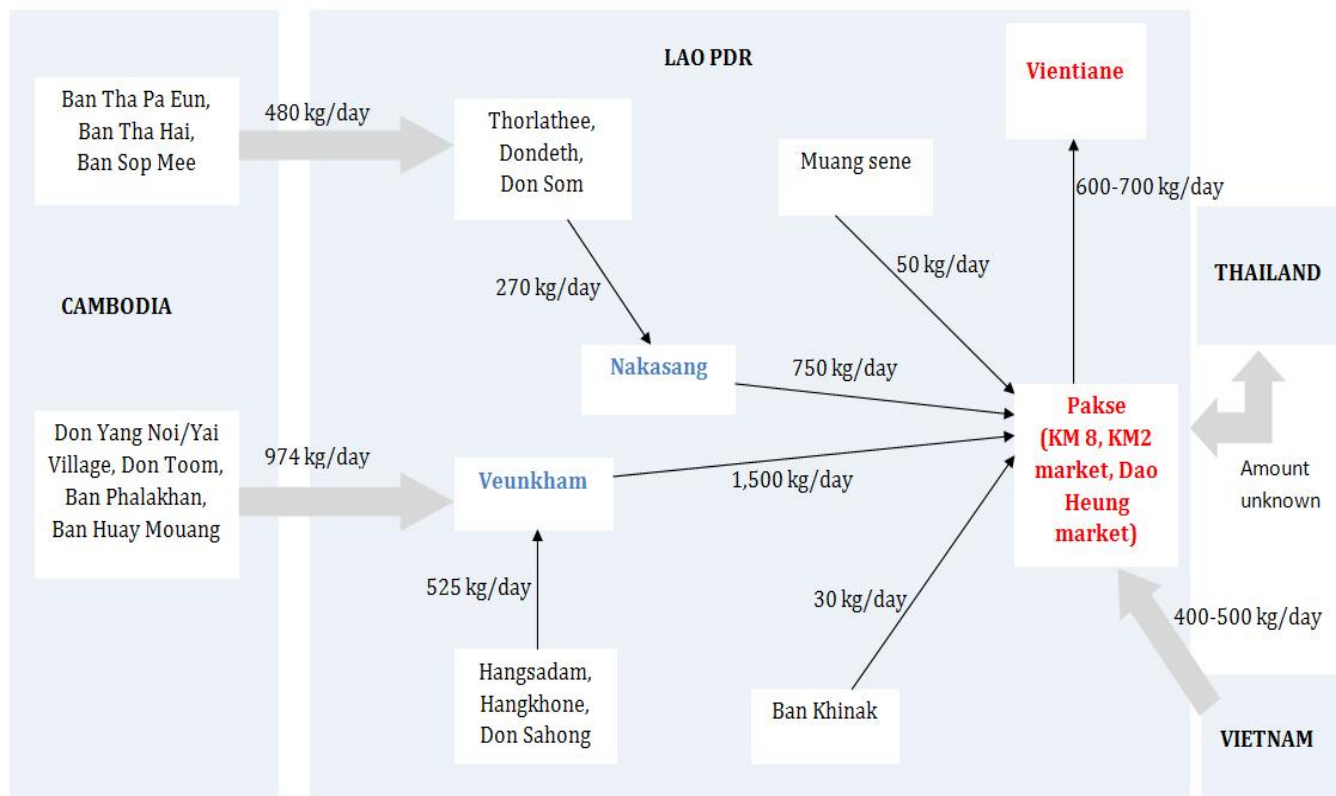 LAO PDR
Vientiane
Ban Tha Pa Eun,
Ban Tha Hai,
Ban Sop Mee
480 kg/day
Thorlathee,
Dondeth,
Don Som
Muang sene
600-700 kg/day
THAILAND
CAMBODIA
270 kg/day
50 kg/day
Nakasang
750 kg/day
Pakse
(KM 8, KM2
market, Dao
Heung
market)
Don Yang Noi/Yai
Village, Don Toom,
Ban Phalakhan,
Ban Huay Mouang
974 kg/day
Veunkham
1,500 kg/day
Amount
unknown
525 kg/day
30 kg/day
400-500 kg/day
Hangsadam,
Hangkhone,
Don Sahong
Ban Khinak
VIETNAM